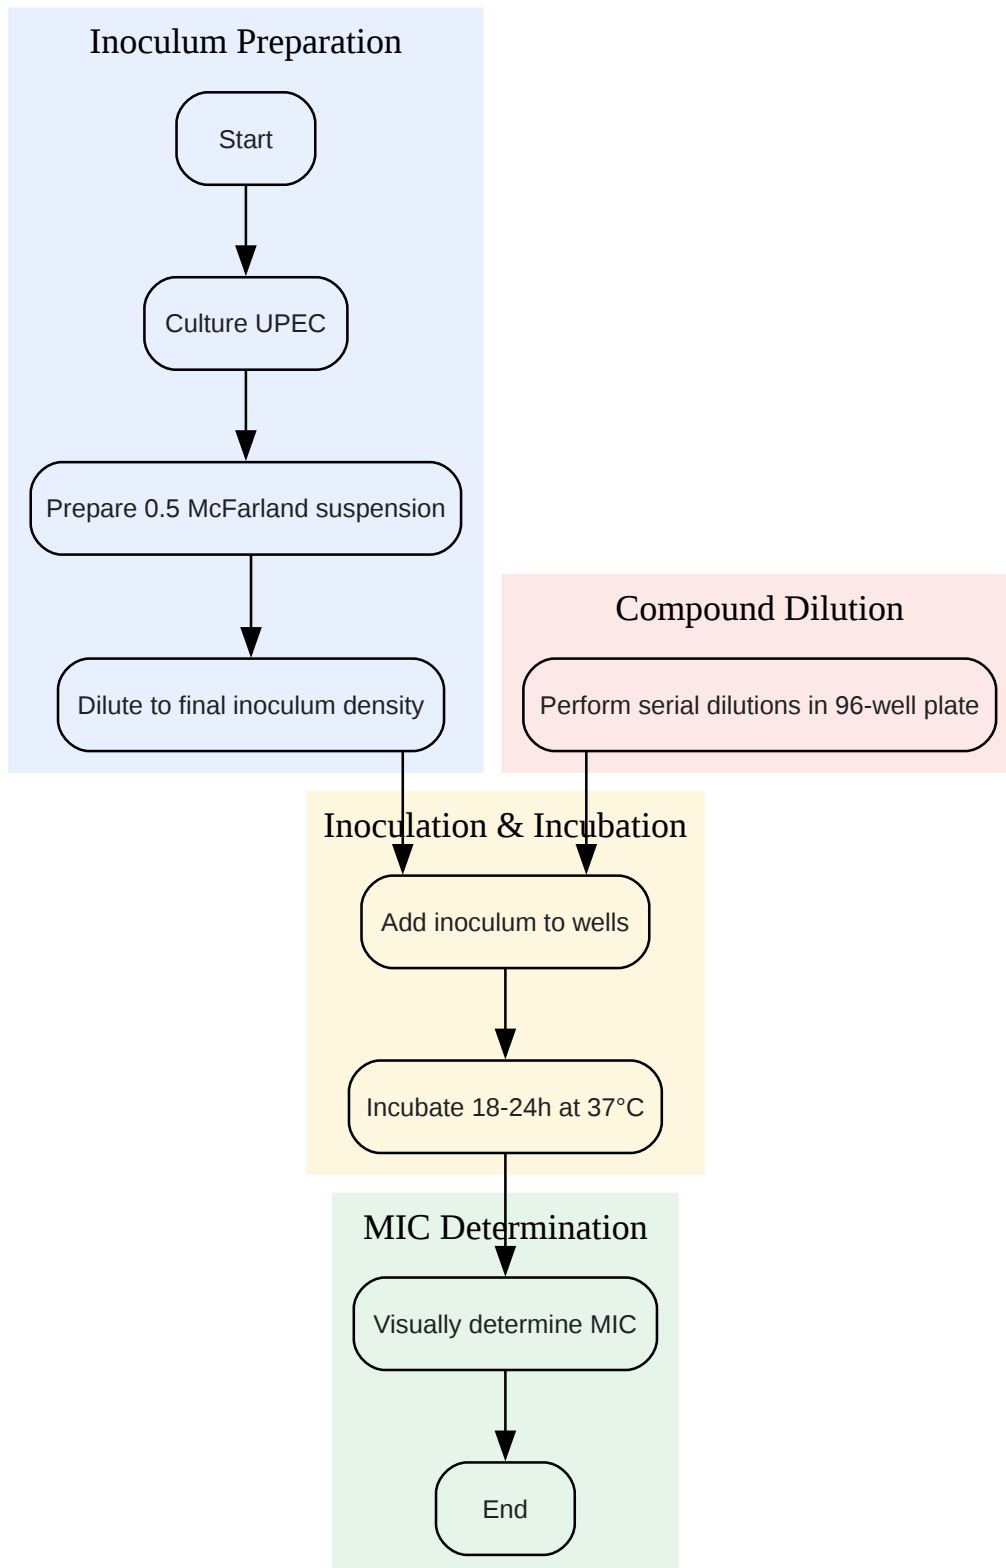 Inoculum Preparation
Start
Culture UPEC
Prepare 0.5 McFarland suspension
Dilute to final inoculum density
Compound Dilution
Perform serial dilutions in 96-well plate
Inoculation & Incubation
Add inoculum to wells
Incubate 18-24h at 37°C
MIC Determination
Visually determine MIC
End